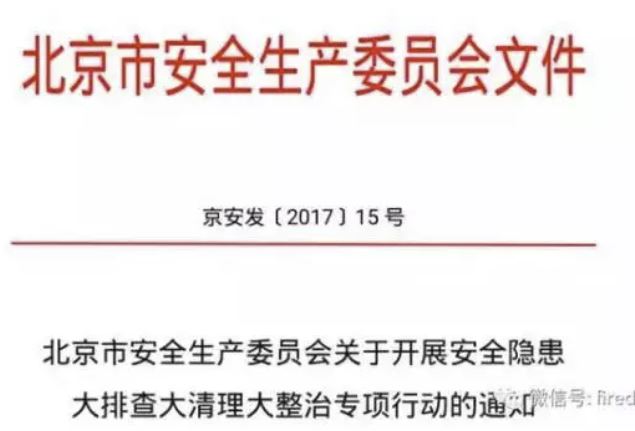 北京市安全生产委员会文件
京安发〔2017〕15号
北京市安全生产委员会关于开展安全隐患
大排查大清理大整治专项行动的通知
微信号: fired